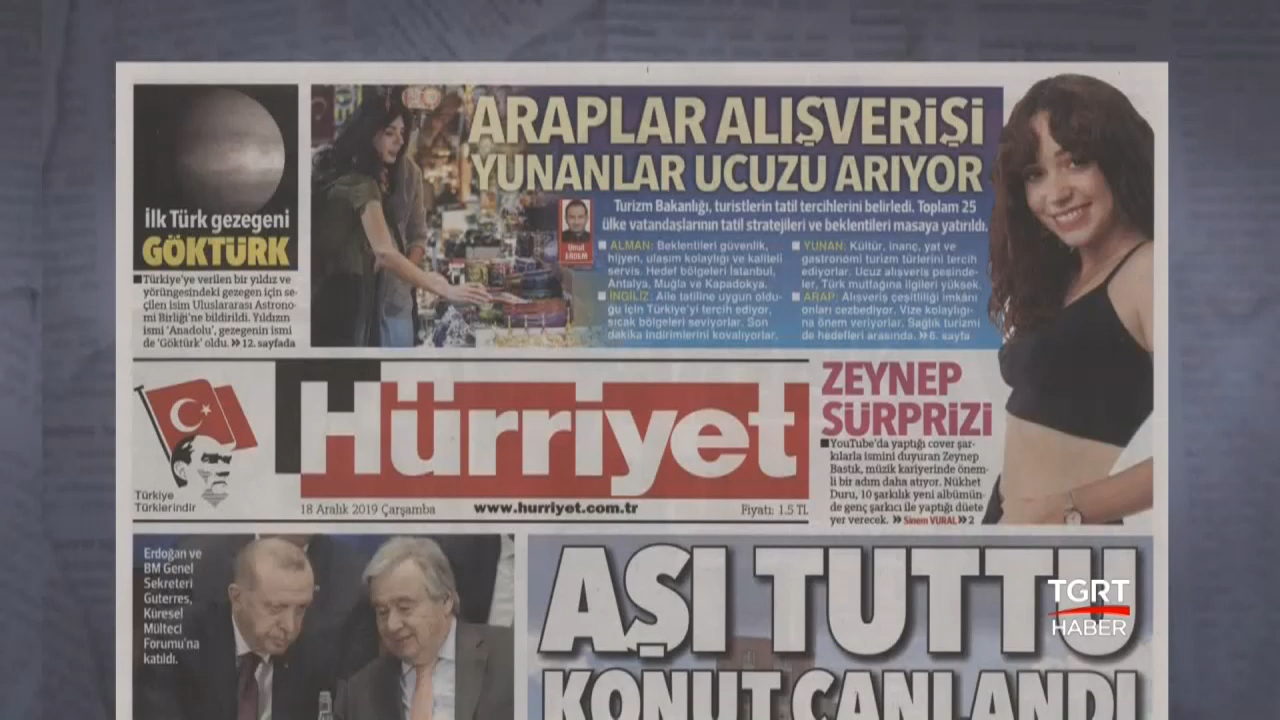 İlk Türk gezegeni
GÖKTÜRK
Türkiye'ye verilen bir yıldız ve
yörüngesindeki gezegen için se-
çilen isim Uluslararası Astrono-
mi Birliği'ne bildirildi. Yıldızın
ismi 'Anadolu', gezegenin ismi
de 'Göktürk' oldu. 12. sayfada
ARAPLAR ALIŞVERİŞİ
YUNANLAR UCUZU ARIYOR
Turizm Bakanlığı, turistlerin tatil tercihlerini belirledi. Toplam 25
ülke vatandaşlarının tatil stratejileri ve beklentileri masaya yatırıldı.
Umut
ERDEM
ALMAN: Beklentileri güvenlik,
hijyen, ulaşım kolaylığı ve kaliteli
servis. Hedef bölgeleri İstanbul,
Antalya, Muğla ve Kapadokya.
İNGİLİZ: Aile tatiline uygun oldu-
ğu için Türkiye'yi tercih ediyor,
sıcak bölgeleri seviyorlar. Son
dakika indirimlerini kovalıyorlar.
YUNAN: Kültür, inanç, yat ve
gastronomi turizm türlerini tercih
ediyorlar. Ucuz alışveriş peşinde-
ler, Türk mutfağına ilgileri yüksek.
ARAP: Alışveriş çeşitliliği imkânı
onları cezbediyor. Vize kolaylığı-
na önem veriyorlar. Sağlık turizmi
de hedefleri arasında. 6. sayfa
Türkiye
Türklerindir
Hürriyet
18 Aralık 2019 Çarşamba
www.hurriyet.com.tr
Fiyatı: 1.5 TL
ZEYNEP
SÜRPRİZİ
YouTube'da yaptığı cover şar-
kılarla ismini duyuran Zeynep
Bastık, müzik kariyerinde önem-
li bir adım daha atıyor. Nükhet
Duru, 10 şarkılık yeni albümün-
de genç şarkıcı ile yaptığı düete
yer verecek. Sinem VURAL 2
Erdoğan ve
BM Genel
Sekreteri
Guterres,
Küresel
Mülteci
Forumu'na
katıldı.
AŞI TUTTU
KONUT CANLANDI
TGRT
HABER